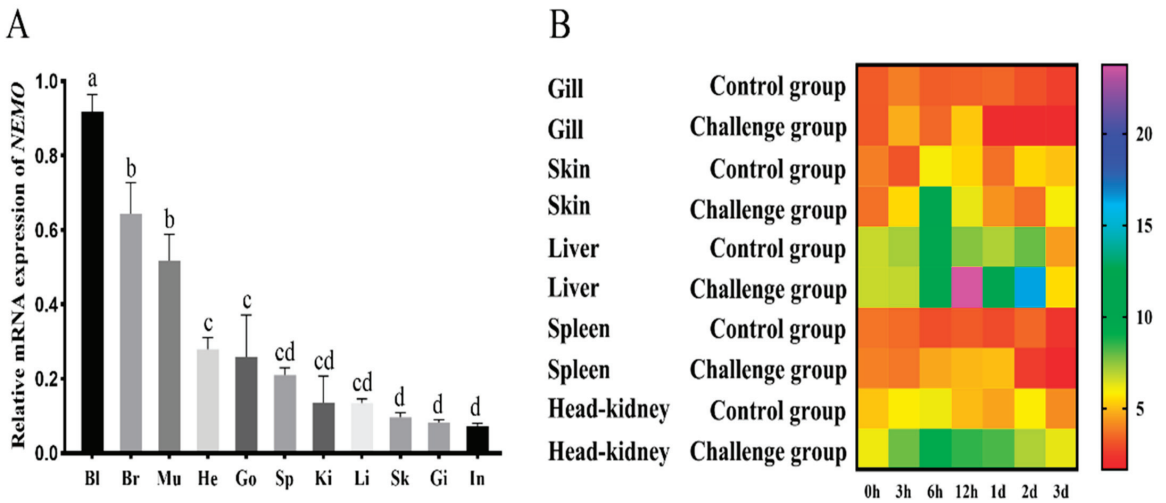 A
Relative mRNA expression of NEMO
1.0
0.8
0.6
0.4
0.2
0.0
a
b
b
c
c
cd
cd
cd
d
d
d
Bl Br Mu He Go Sp Ki Li Sk Gi In
B
Gill Control group
Gill Challenge group
Skin Control group
Skin Challenge group
Liver Control group
Liver Challenge group
Spleen Control group
Spleen Challenge group
Head-kidney Control group
Head-kidney Challenge group
0h 3h 6h 12h 1d 2d 3d
20
15
10
5